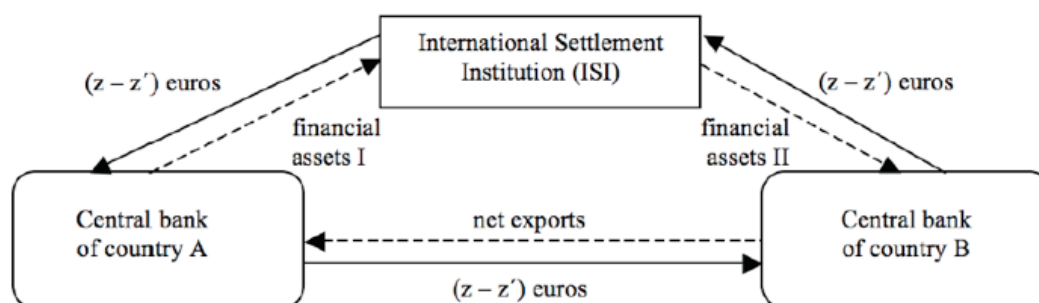 International Settlement
Institution (ISI)
(z – z´) euros
(z – z´) euros
financial
assets I
financial
assets II
Central bank
of country A
net exports
Central bank
of country B
(z – z´) euros